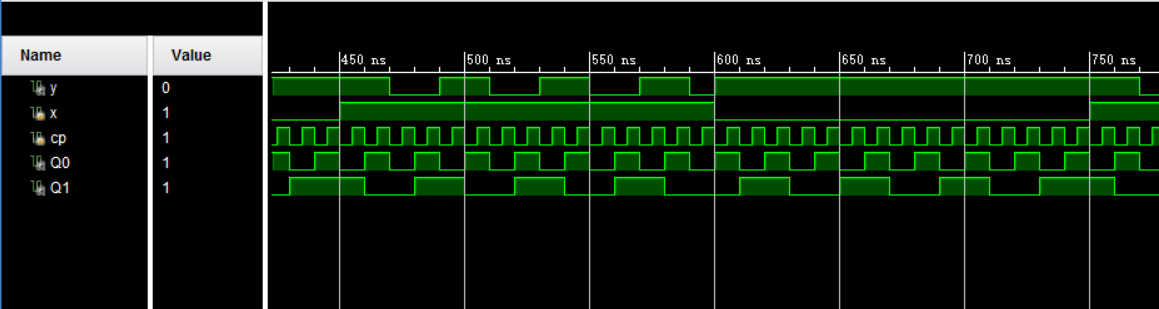 Name Value
450 ns 500 ns 550 ns 600 ns 650 ns 700 ns 750 ns
y 0
x 1
cp 1
Q0 1
Q1 1